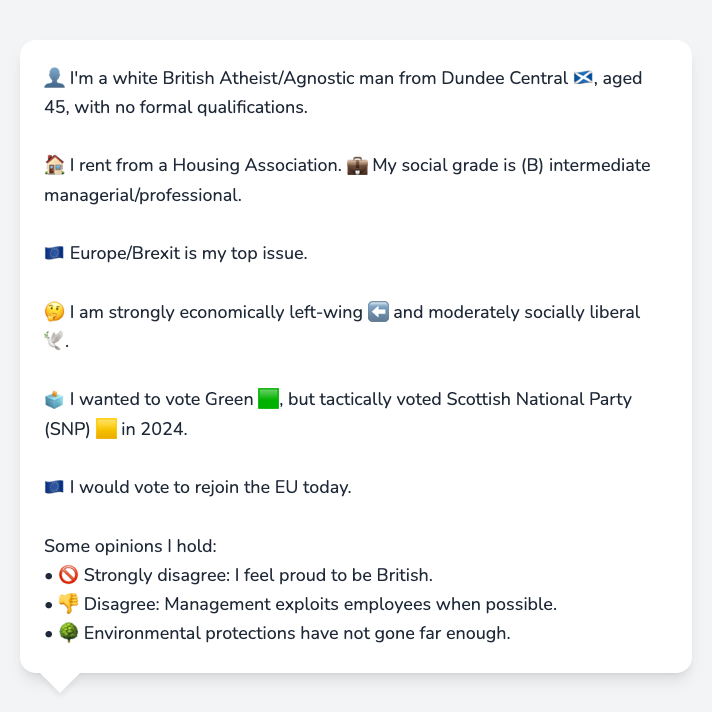 👤 I'm a white British Atheist/Agnostic man from Dundee Central 🏴󠁧󠁢󠁳󠁣󠁴󠁿, aged
45, with no formal qualifications.
🏠 I rent from a Housing Association. 💼 My social grade is (B) intermediate
managerial/professional.
🇪🇺 Europe/Brexit is my top issue.
🤔 I am strongly economically left-wing ⬅️ and moderately socially liberal
🕊️.
🗳️ I wanted to vote Green 🟩, but tactically voted Scottish National Party
(SNP) 🟨 in 2024.
🇪🇺 I would vote to rejoin the EU today.
Some opinions I hold:
• 🚫 Strongly disagree: I feel proud to be British.
• 👎 Disagree: Management exploits employees when possible.
• 🌳 Environmental protections have not gone far enough.